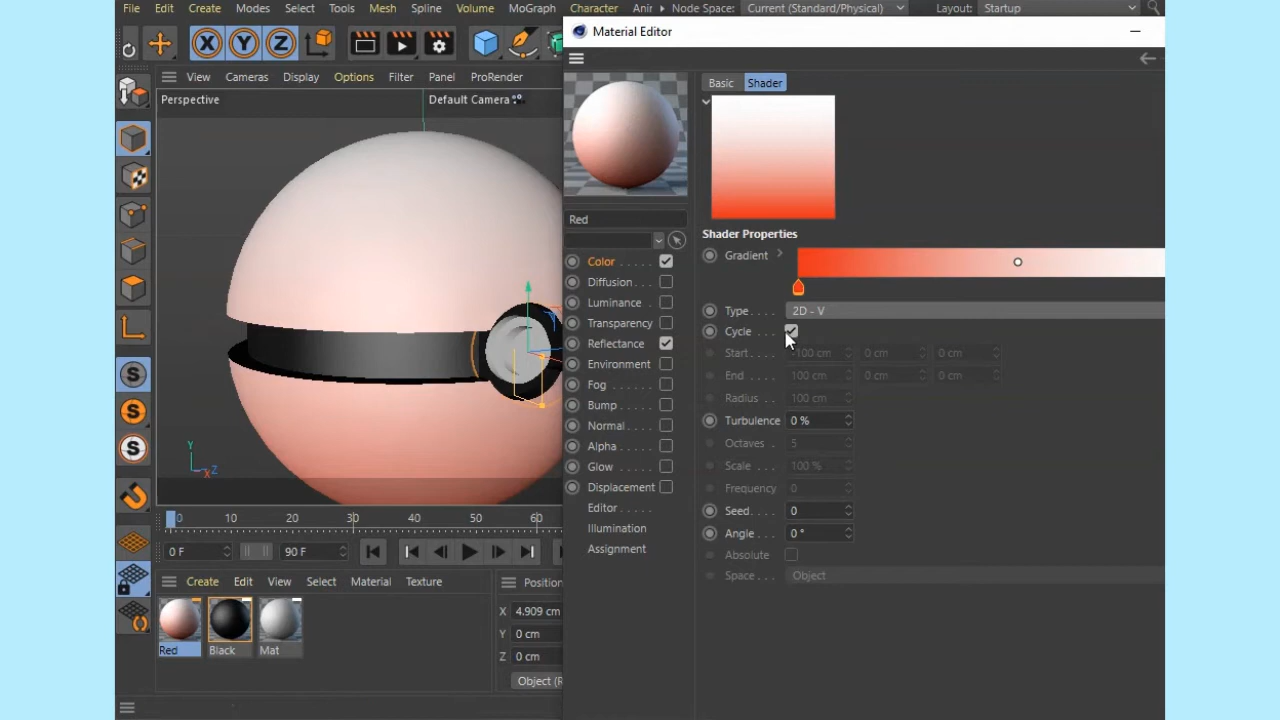 File Edit Create Modes Select Tools Mesh Spline Volume MoGraph Character Ani Node Space: Current (Standard/Physical) Layout: Startup
Material Editor
X Y Z
View Cameras Display Options Filter Panel ProRender
Basic Shader
Perspective Default Camera
Red
Shader Properties
Gradient
Color
Diffusion
Luminance
Transparency
Reflectance
Environment
Fog
Bump
Normal
Alpha
Glow
Displacement
Editor
Illumination
Assignment
Type 2D - V
Cycle
Start -100 cm 0 cm 0 cm
End 100 cm 0 cm 0 cm
Radius 100 cm
Turbulence 0 %
Octaves 5
Scale 100 %
Frequency 0
Seed 0
Angle 0 °
Absolute
Space Object
S
S
S
Y
X Z
0 10 20 30 40 50 60
0 F 90 F
Create Edit View Select Material Texture
Position
X 4.909 cm
Y 0 cm
Z 0 cm
Red Black Mat
Object (R